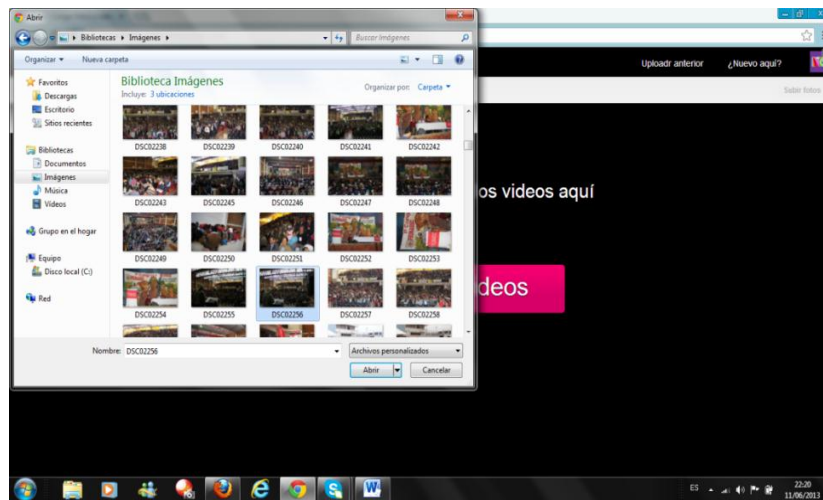 Abrir
Bibliotecas Imágenes
Buscar Imágenes
Organizar Nueva carpeta
Favoritos
Descargas
Escritorio
Sitios recientes
Bibliotecas
Documentos
Imágenes
Música
Vídeos
Grupo en el hogar
Equipo
Disco local (C:)
Red
Biblioteca Imágenes
Incluye: 3 ubicaciones
Organizar por: Carpeta
DSC02238 DSC02239 DSC02240 DSC02241 DSC02242
DSC02243 DSC02245 DSC02246 DSC02247 DSC02248
DSC02249 DSC02250 DSC02251 DSC02252 DSC02253
DSC02254 DSC02255 DSC02256 DSC02257 DSC02258
Nombre: DSC02256
Archivos personalizados
Abrir Cancelar
Uploadr anterior ¿Nuevo aquí?
Subir fotos
os videos aquí
deos
ES
22:20
11/06/2013